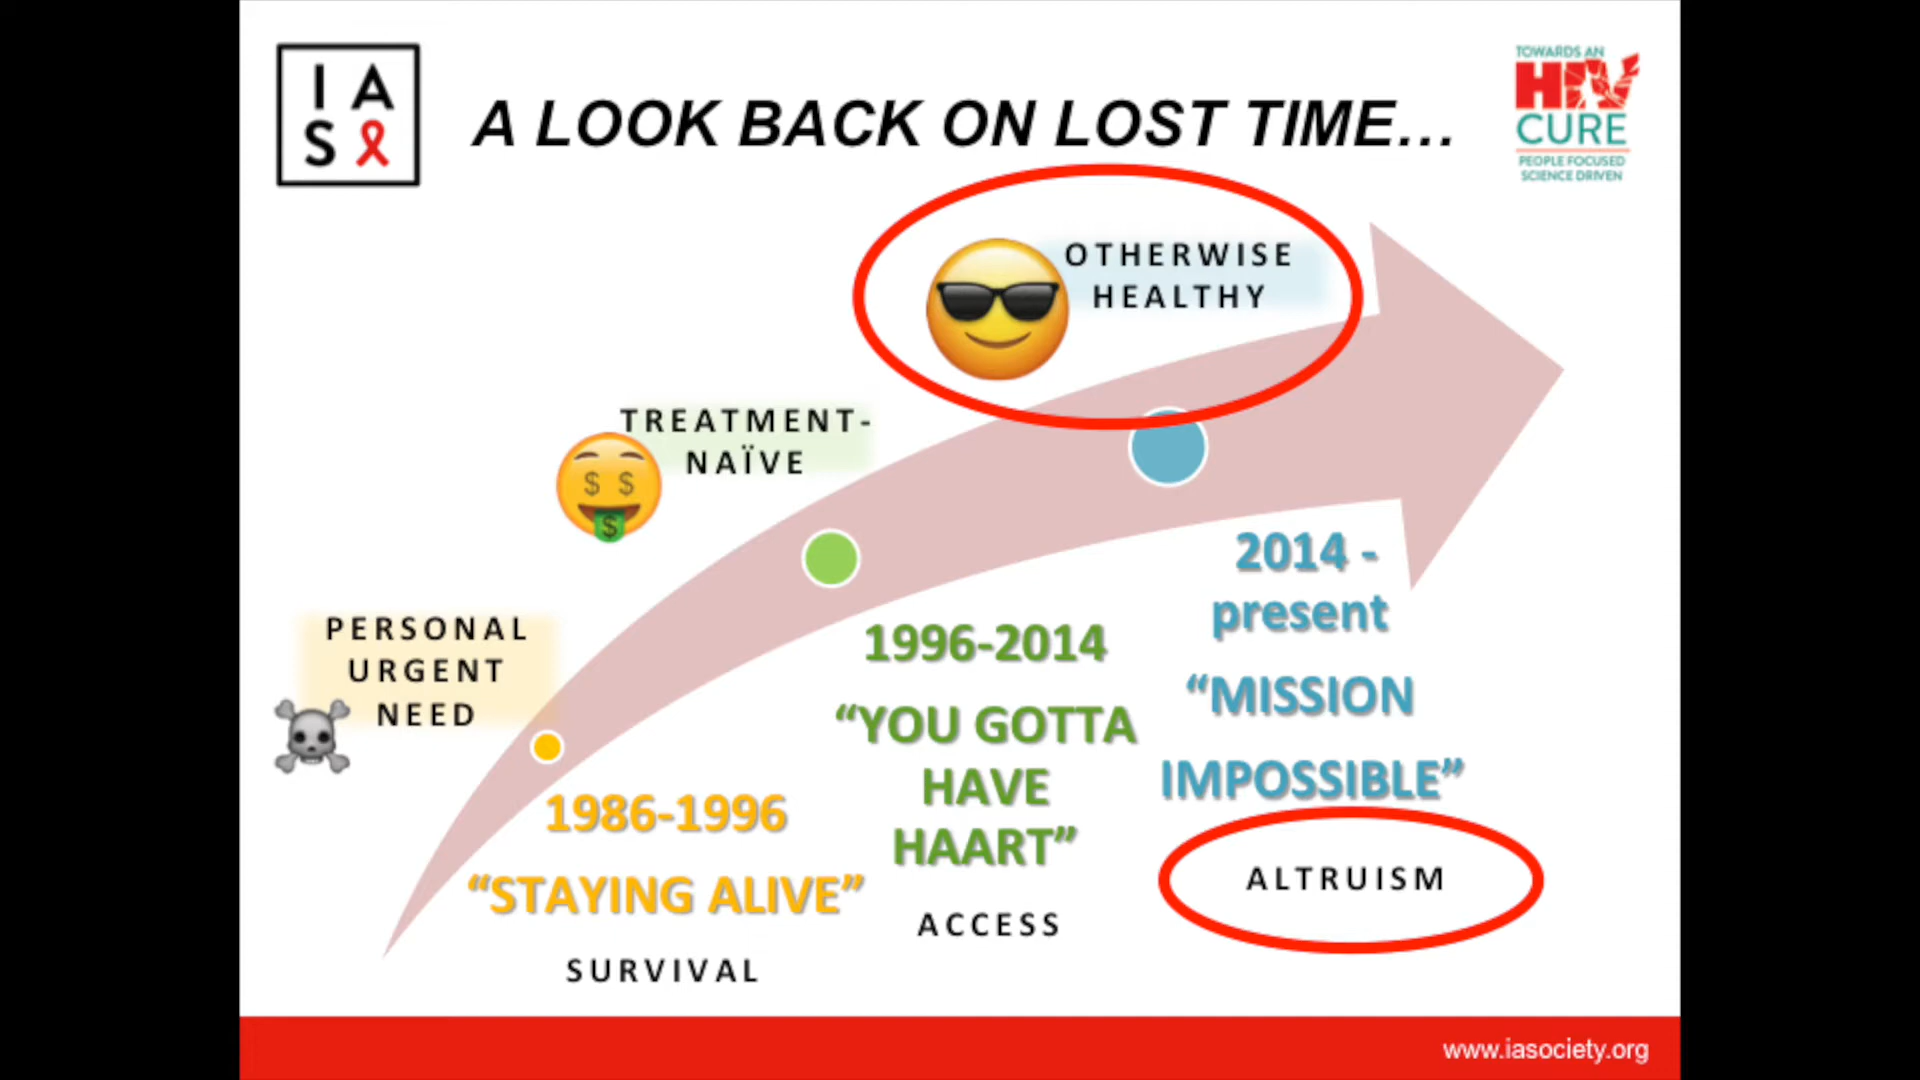 I A
S
A LOOK BACK ON LOST TIME...
TOWARDS AN
HIV
CURE
PEOPLE FOCUSED
SCIENCE DRIVEN
OTHERWISE
HEALTHY
TREATMENT-
NAÏVE
$ $
$
PERSONAL
URGENT
NEED
1986-1996
“STAYING ALIVE”
SURVIVAL
1996-2014
“YOU GOTTA
HAVE
HAART”
ACCESS
2014 -
present
“MISSION
IMPOSSIBLE”
ALTRUISM
www.iasociety.org